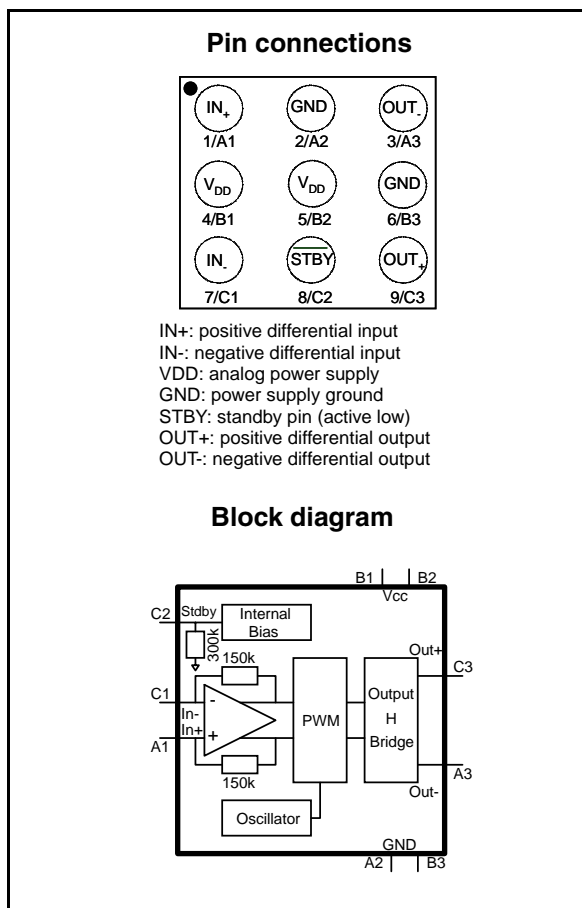 Pin connections
IN+ GND OUT-
1/A1 2/A2 3/A3
VDD VDD GND
4/B1 5/B2 6/B3
IN- STBY OUT+
7/C1 8/C2 9/C3
IN+: positive differential input
IN-: negative differential input
VDD: analog power supply
GND: power supply ground
STBY: standby pin (active low)
OUT+: positive differential output
OUT-: negative differential output
Block diagram
B1 B2
Vcc
C2 Stdby Internal
Bias
300k
150k
Out+
C3
C1
In-
-
PWM
Output
H
Bridge
In+
+
A1
150k
A3
Out-
Oscillator
GND
A2 B3